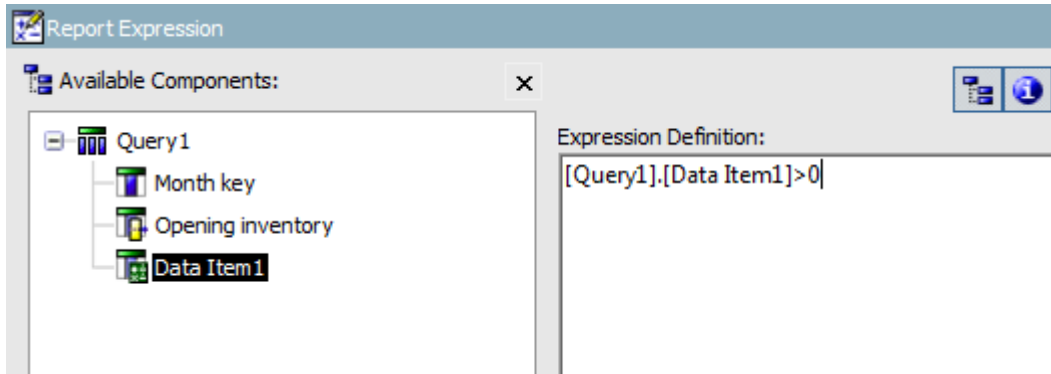 Report Expression
Available Components:
Query1
Month key
Opening inventory
Data Item1
Expression Definition:
[Query1].[Data Item1]>0